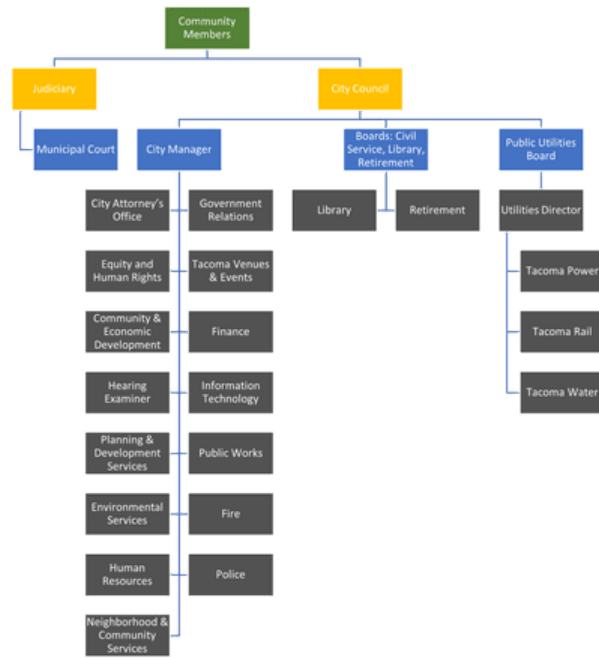 Community
Members
Judiciary
City Council
Municipal Court
City Manager
Boards: Civil
Service, Library,
Retirement
Public Utilities
Board
City Attorney's
Office
Government
Relations
Library
Retirement
Utilities Director
Equity and
Human Rights
Tacoma Venues
& Events
Tacoma Power
Community &
Economic
Development
Finance
Tacoma Rail
Hearing
Examiner
Information
Technology
Tacoma Water
Planning &
Development
Services
Public Works
Environmental
Services
Fire
Human
Resources
Police
Neighborhood &
Community
Services